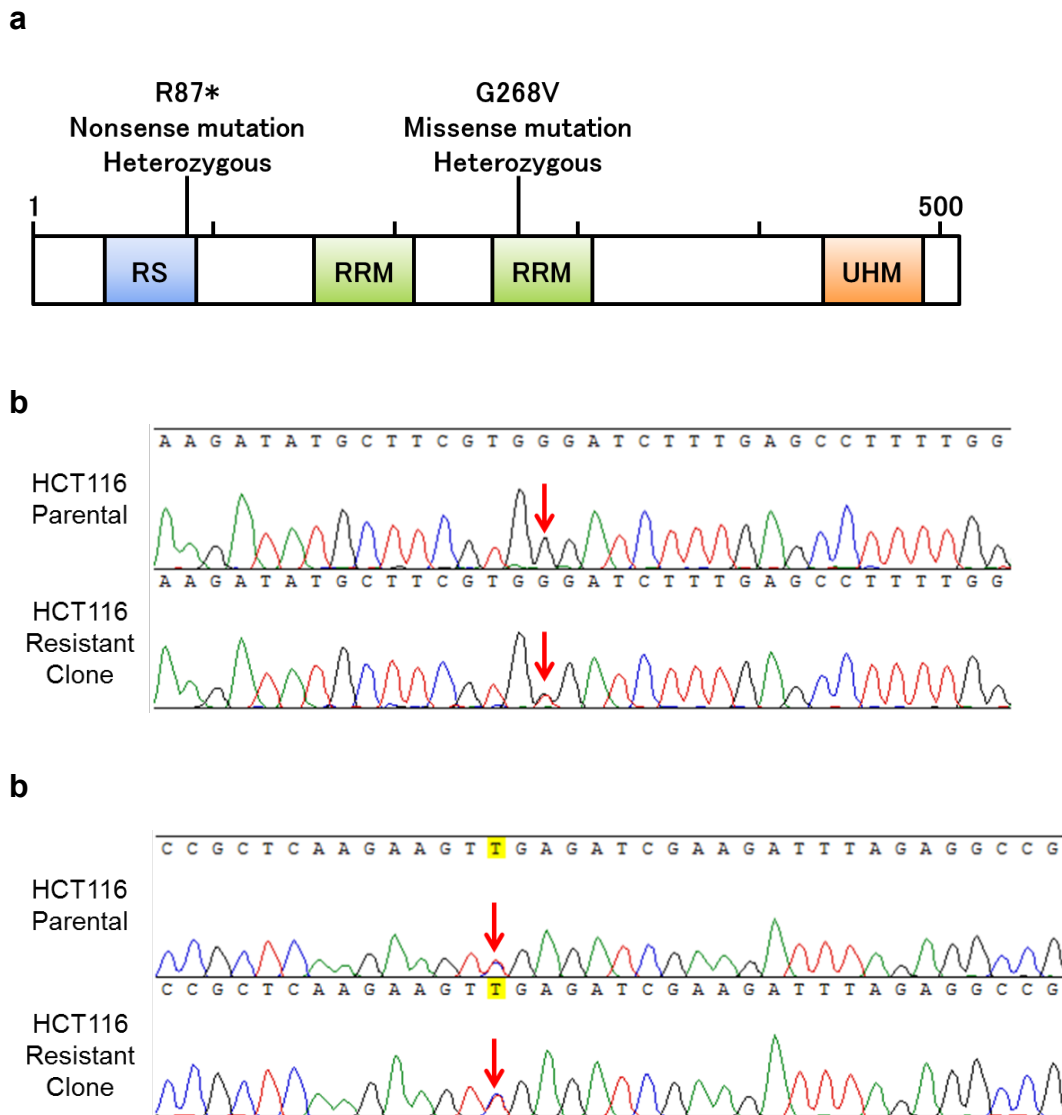 a
R87*
Nonsense mutation
Heterozygous
G268V
Missense mutation
Heterozygous
1
500
RS
RRM
RRM
UHM
b
A A G A T A T G C T T C G T G G G A T C T T T G A G C C T T T T G G
HCT116
Parental
A A G A T A T G C T T C G T G G G A T C T T T G A G C C T T T T G G
HCT116
Resistant
Clone
b
C C G C T C A A G A A G T T G A G A T C G A A G A T T T A G A G G C C G
HCT116
Parental
C C G C T C A A G A A G T T G A G A T C G A A G A T T T A G A G G C C G
HCT116
Resistant
Clone